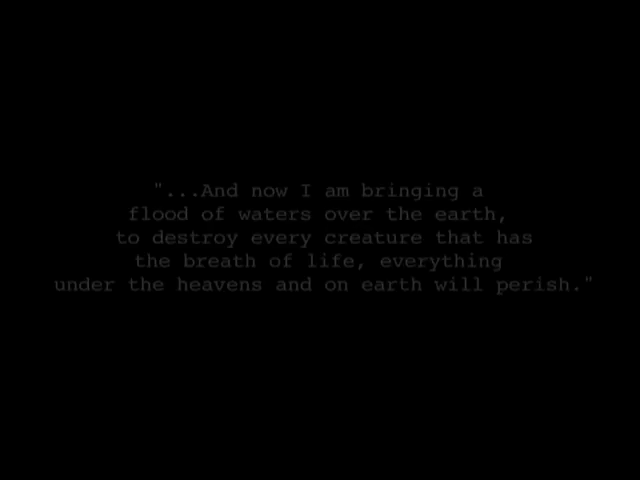 "...And now I am bringing a
flood of waters over the earth,
to destroy every creature that has
the breath of life, everything
under the heavens and on earth will perish."